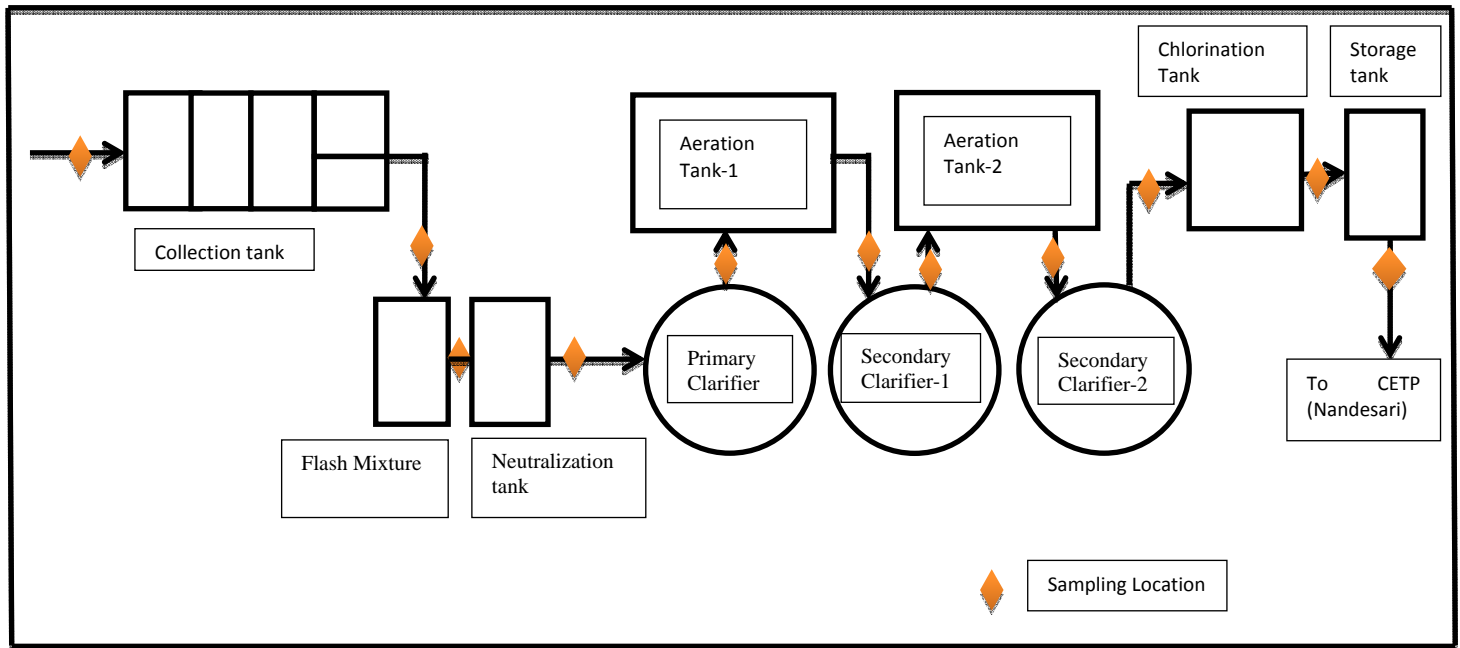 Chlorination
Tank
Storage
tank
Aeration
Tank-1
Aeration
Tank-2
Collection tank
Primary
Clarifier
Secondary
Clarifier-1
Secondary
Clarifier-2
To CETP
(Nandesari)
Flash Mixture
Neutralization
tank
Sampling Location